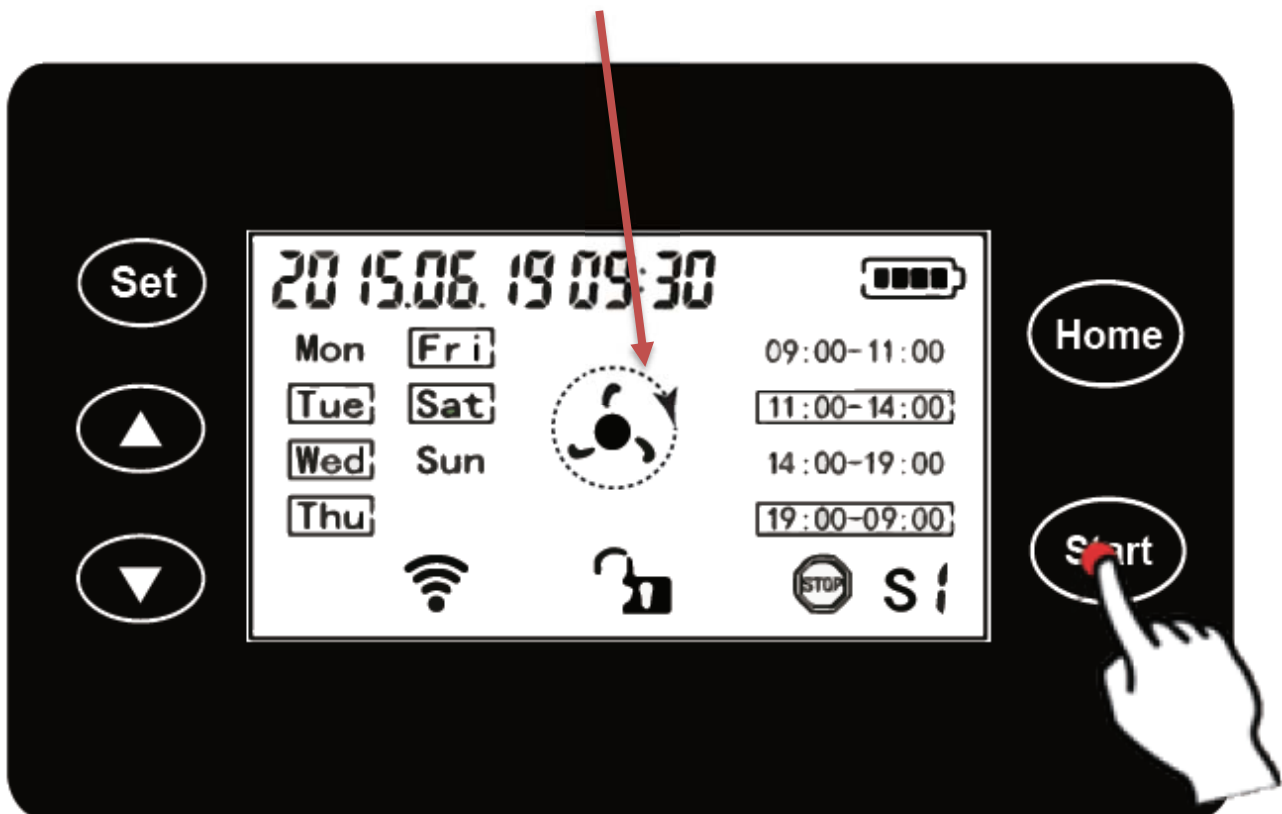 Set
2015.06.19 09:30
Mon Fri 09:00-11:00
Tue Sat 11:00-14:00
Wed Sun 14:00-19:00
Thu 19:00-09:00
STOP S1
Home
Start